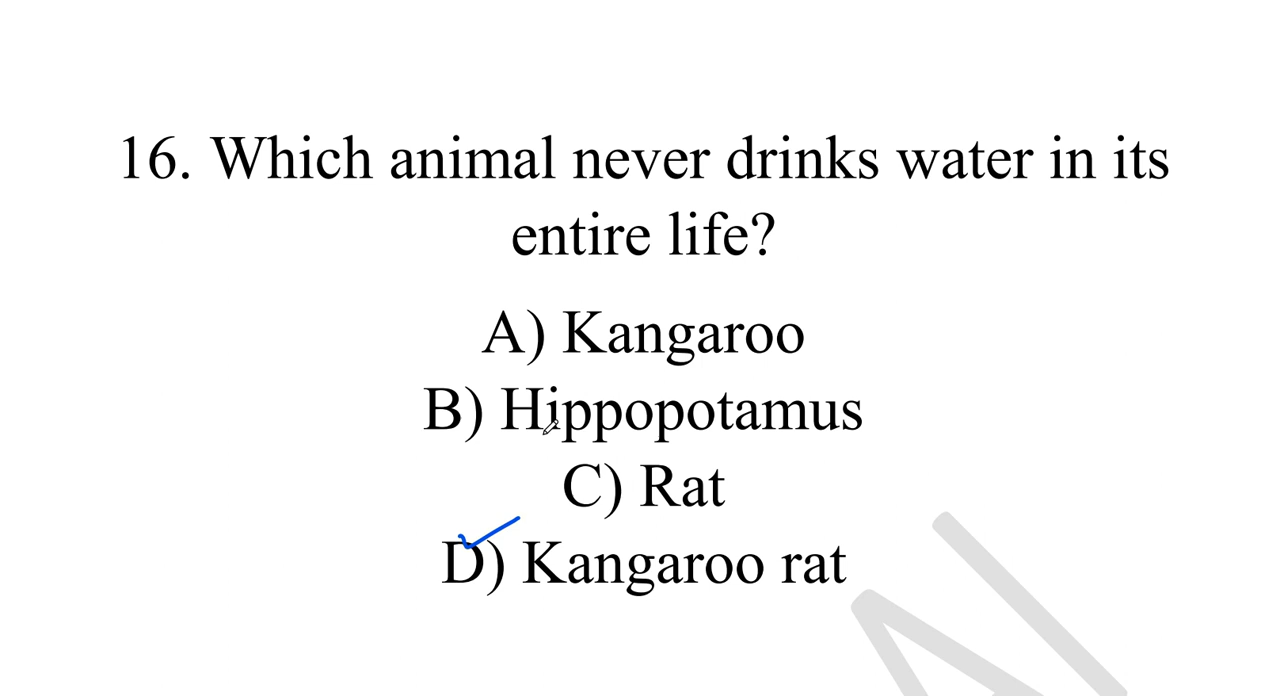 16. Which animal never drinks water in its
entire life?
A) Kangaroo
B) Hippopotamus
C) Rat
D) Kangaroo rat